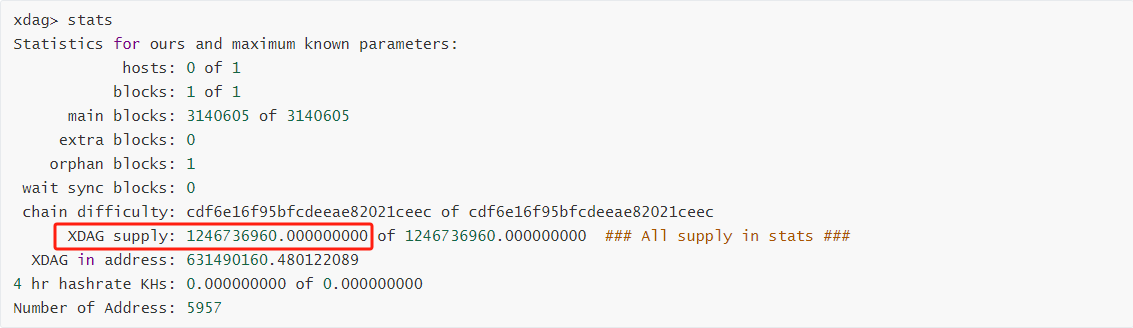 xdag> stats
Statistics for ours and maximum known parameters:
hosts: 0 of 1
blocks: 1 of 1
main blocks: 3140605 of 3140605
extra blocks: 0
orphan blocks: 1
wait sync blocks: 0
chain difficulty: cdf6e16f95bfcdeeae82021ceec of cdf6e16f95bfcdeeae82021ceec
XDAG supply: 1246736960.000000000 of 1246736960.000000000 ### All supply in stats ###
XDAG in address: 631490160.480122089
4 hr hashrate KHs: 0.000000000 of 0.000000000
Number of Address: 5957